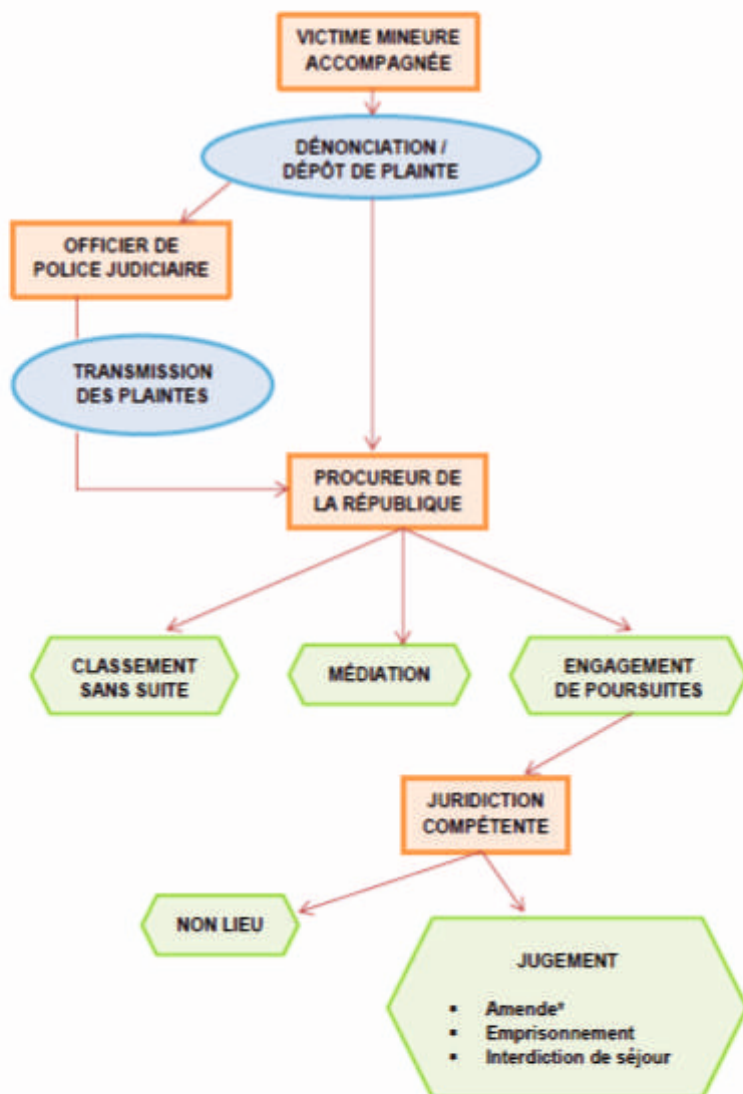 VICTIME MINEURE
ACCOMPAGNÉE
DÉNONCIATION /
DÉPÔT DE PLAINTE
OFFICIER DE
POLICE JUDICIAIRE
TRANSMISSION
DES PLAINTES
PROCUREUR DE
LA RÉPUBLIQUE
CLASSEMENT
SANS SUITE
MÉDIATION
ENGAGEMENT
DE POURSUITES
JURIDICTION
COMPÉTENTE
NON LIEU
JUGEMENT
▪ Amende*
▪ Emprisonnement
▪ Interdiction de séjour